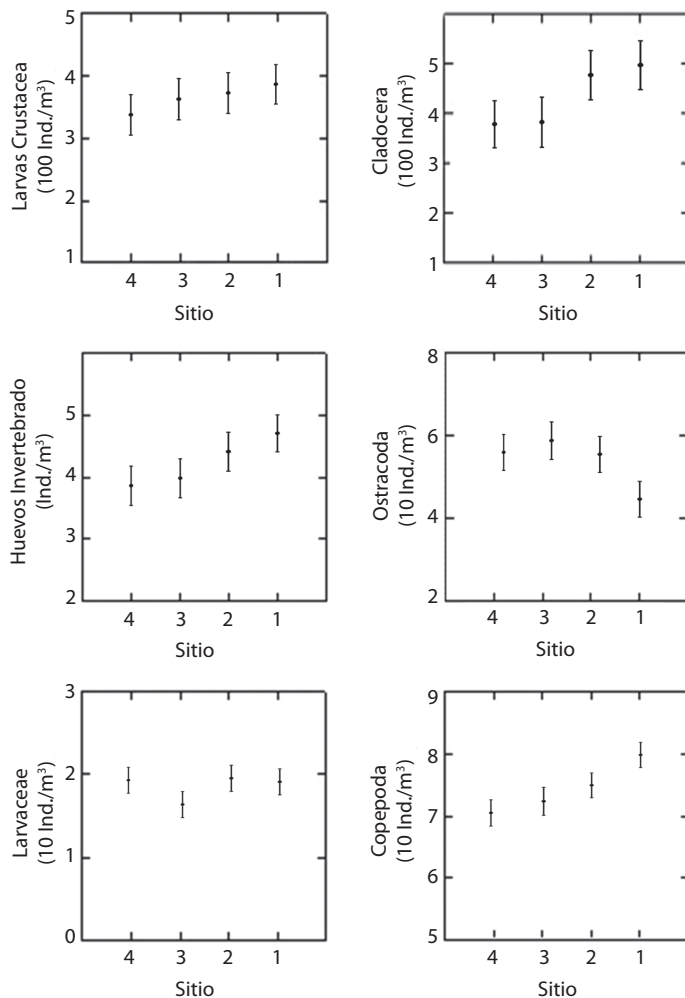 Larvas Crustacea
(100 Ind./m³)
5
4
3
2
1
4 3 2 1
Sitio
Cladocera
(100 Ind./m³)
5
4
3
2
1
4 3 2 1
Sitio
Huevos Invertebrado
(Ind./m³)
5
4
3
2
4 3 2 1
Sitio
Ostracoda
(10 Ind./m³)
8
6
4
2
4 3 2 1
Sitio
Larvaceae
(10 Ind./m³)
3
2
1
0
4 3 2 1
Sitio
Copepoda
(10 Ind./m³)
9
8
7
6
5
4 3 2 1
Sitio